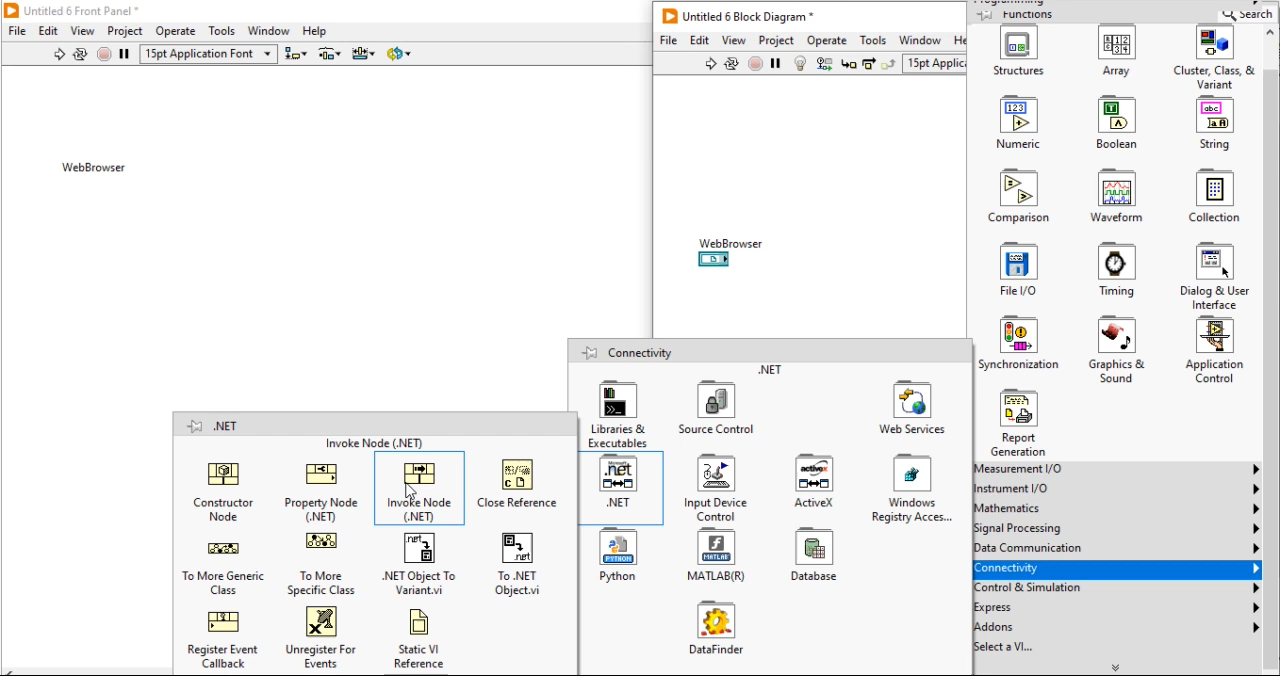 Untitled 6 Front Panel *
File Edit View Project Operate Tools Window Help
15pt Application Font
WebBrowser
Untitled 6 Block Diagram *
File Edit View Project Operate Tools Window He
15pt Applica
WebBrowser
Programming
Functions
Search
Structures
Array
Cluster, Class, &
Variant
Numeric
Boolean
String
Comparison
Waveform
Collection
File I/O
Timing
Dialog & User
Interface
Synchronization
Graphics &
Sound
Application
Control
Report
Generation
Measurement I/O
Instrument I/O
Mathematics
Signal Processing
Data Communication
Connectivity
Control & Simulation
Express
Addons
Select a VI...
Connectivity
.NET
Libraries &
Executables
Source Control
Web Services
.NET
Input Device
Control
ActiveX
Windows
Registry Acces...
Python
MATLAB(R)
Database
DataFinder
.NET
Invoke Node (.NET)
Constructor
Node
Property Node
(.NET)
Invoke Node
(.NET)
Close Reference
To More Generic
Class
To More
Specific Class
.NET Object To
Variant.vi
To .NET
Object.vi
Register Event
Callback
Unregister For
Events
Static VI
Reference